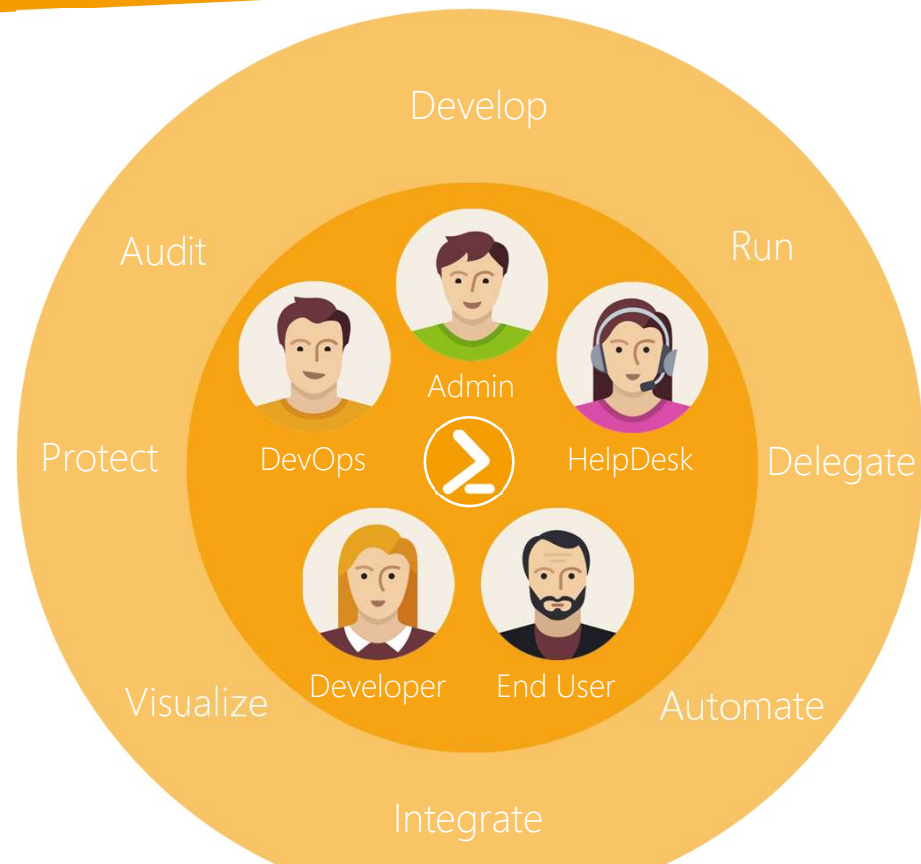 Develop
Audit
Run
Admin
Protect
DevOps
HelpDesk
Delegate
Developer
End User
Visualize
Automate
Integrate